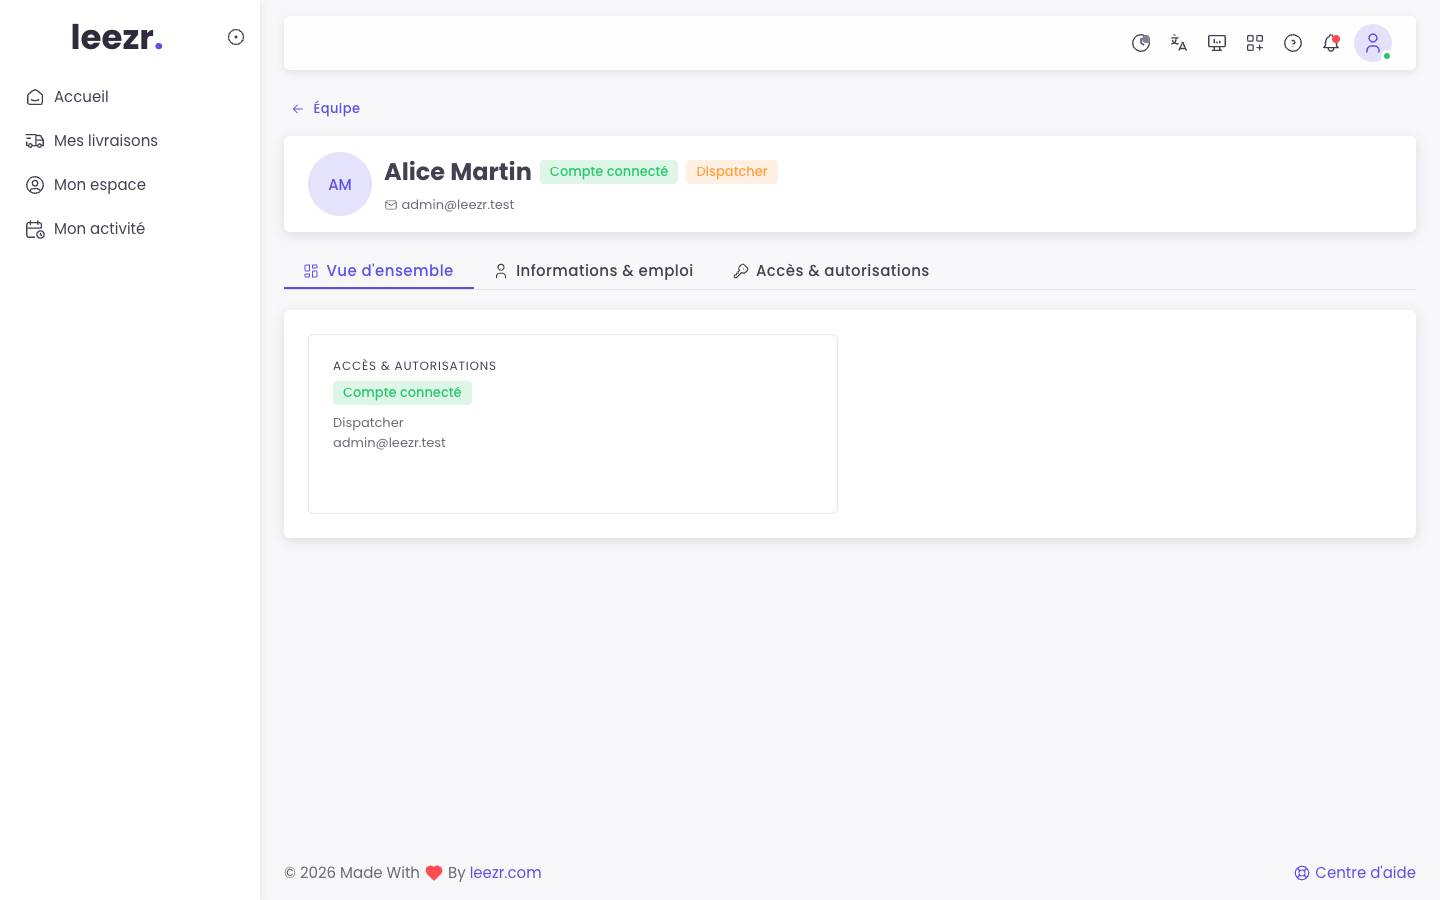 leezr.
Accueil
Mes livraisons
Mon espace
Mon activité
Équipe
AM
Alice Martin
Compte connecté
Dispatcher
admin@leezr.test
Vue d'ensemble
Informations & emploi
Accès & autorisations
ACCÈS & AUTORISATIONS
Compte connecté
Dispatcher
admin@leezr.test
© 2026 Made With By leezr.com
Centre d'aide